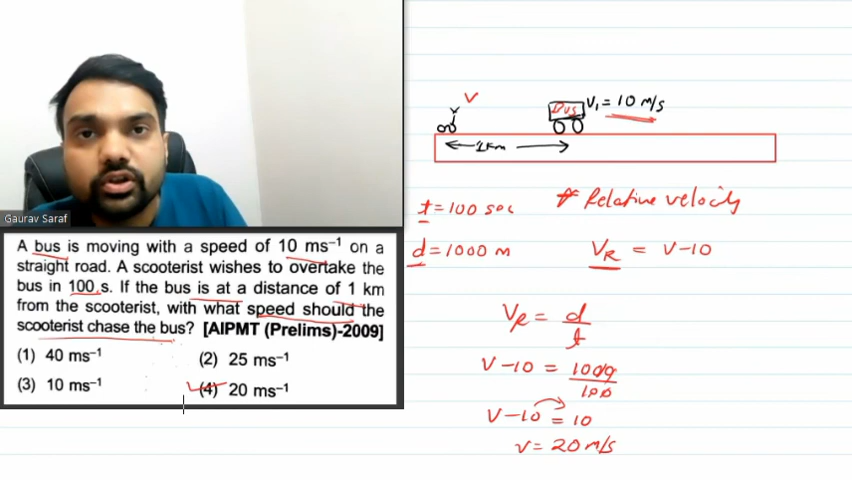 Gaurav Saraf
A bus is moving with a speed of 10 ms⁻¹ on a
straight road. A scooterist wishes to overtake the
bus in 100 s. If the bus is at a distance of 1 km
from the scooterist, with what speed should the
scooterist chase the bus? [AIPMT (Prelims)-2009]
(1) 40 ms⁻¹ (2) 25 ms⁻¹
(3) 10 ms⁻¹ (4) 20 ms⁻¹
V
Bus V₁ = 10 m/s
1km
t = 100 sec * Relative velocity
d = 1000 m V_R = V-10
V_R = d/t
V-10 = 1000/100
V-10 = 10
v = 20 m/s